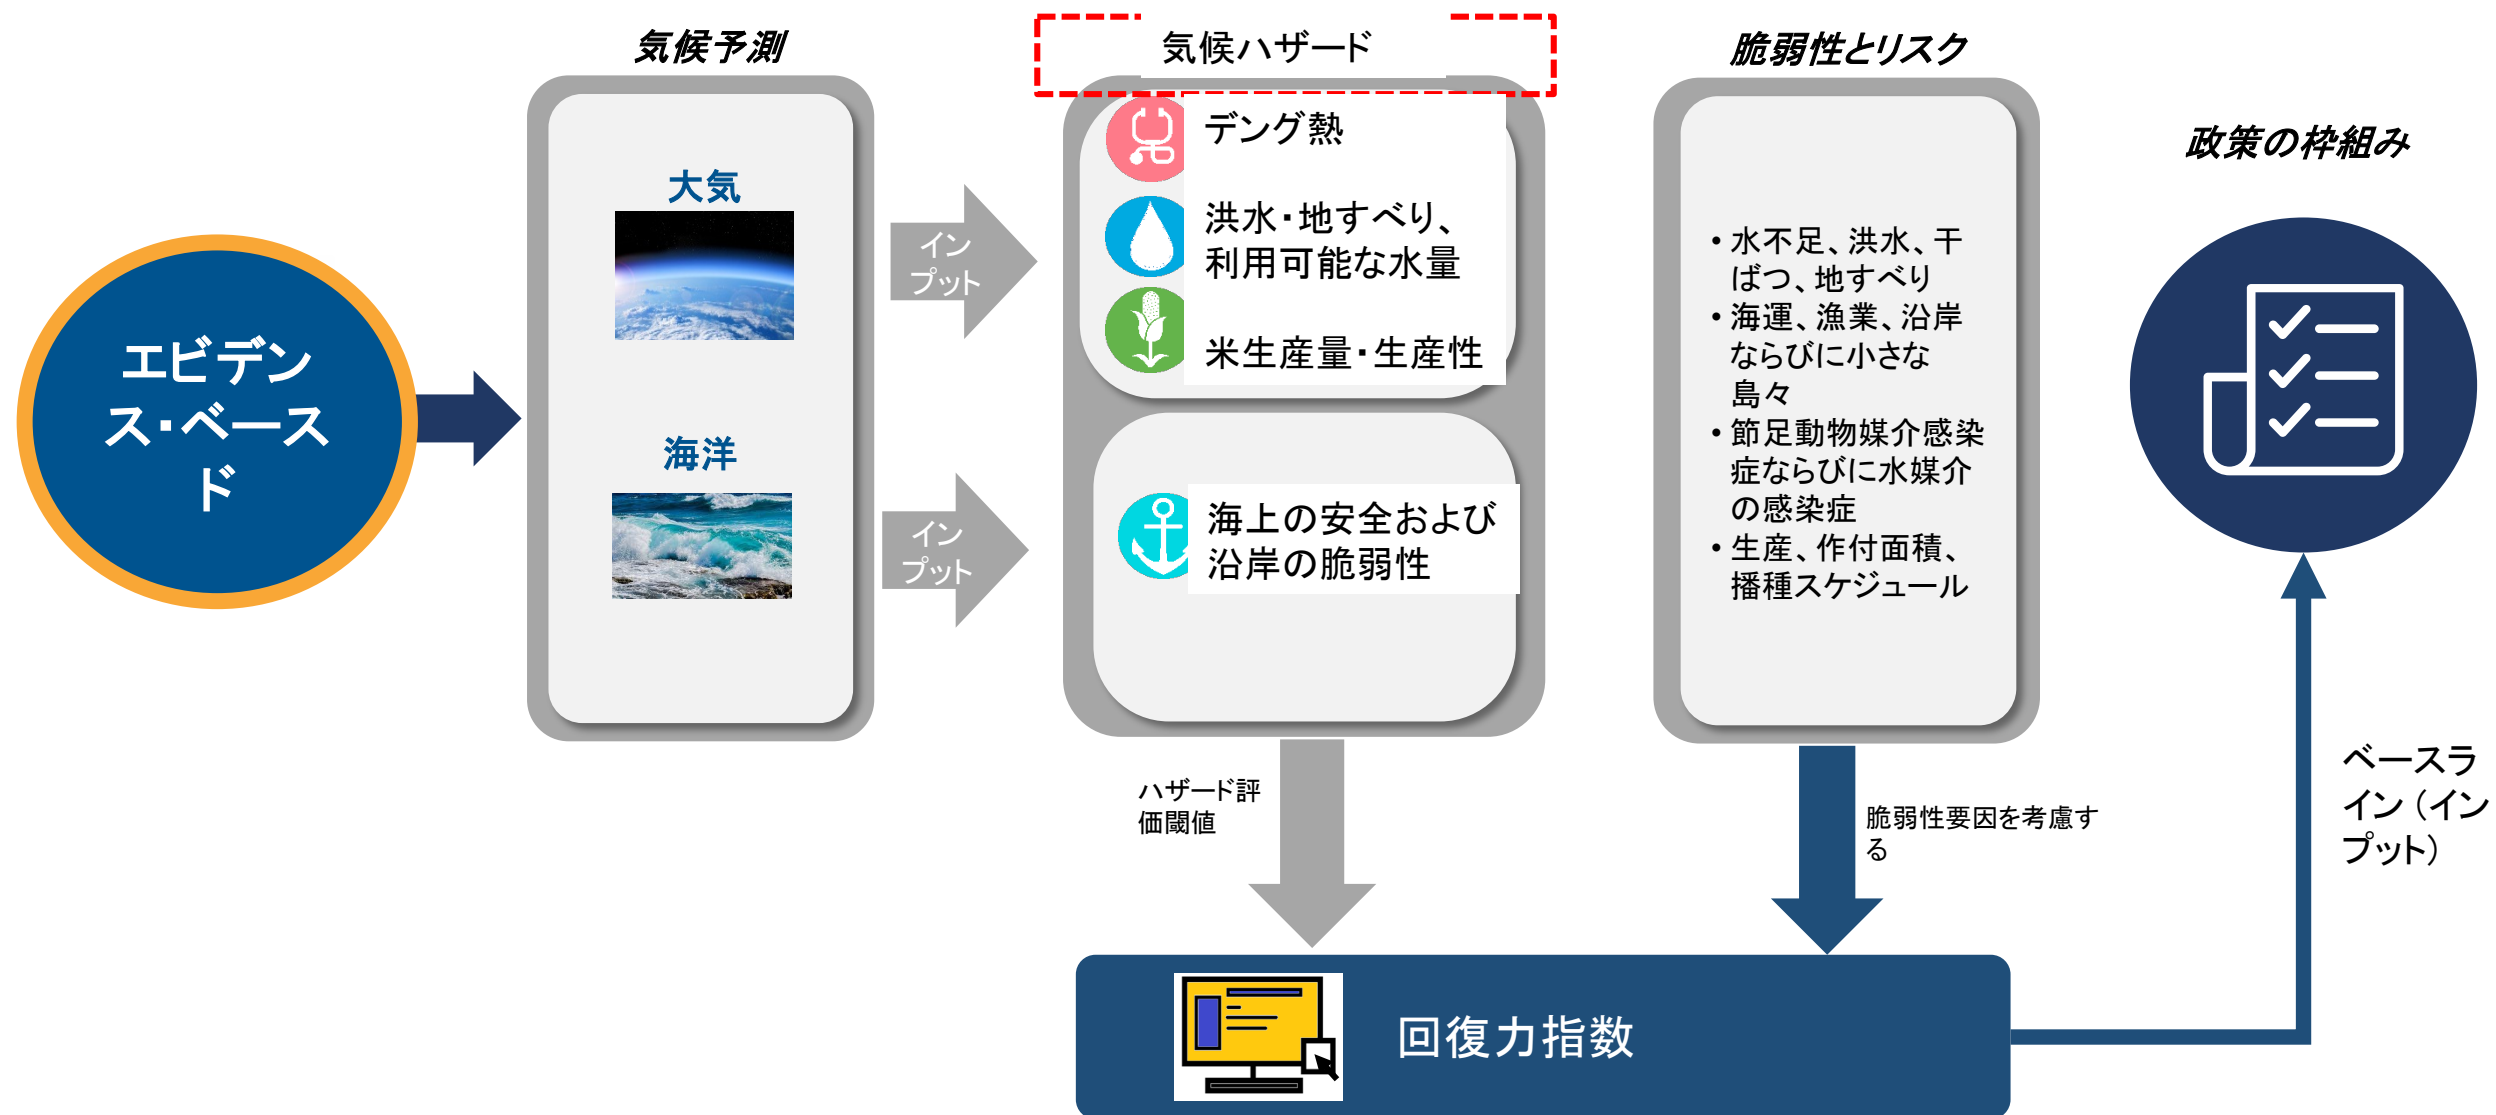 気候予測
気候ハザード
脆弱性とリスク
政策の枠組み
エビデン
ス・ベース
ド
大気
海洋
イン
プット
イン
プット
デング熱
洪水・地すべり、
利用可能な水量
米生産量・生産性
海上の安全および
沿岸の脆弱性
• 水不足、洪水、干
ばつ、地すべり
• 海運、漁業、沿岸
ならびに小さな
島々
• 節足動物媒介感染
症ならびに水媒介
の感染症
• 生産、作付面積、
播種スケジュール
ハザード評
価閾値
脆弱性要因を考慮す
る
ベースラ
イン（イン
プット）
回復力指数